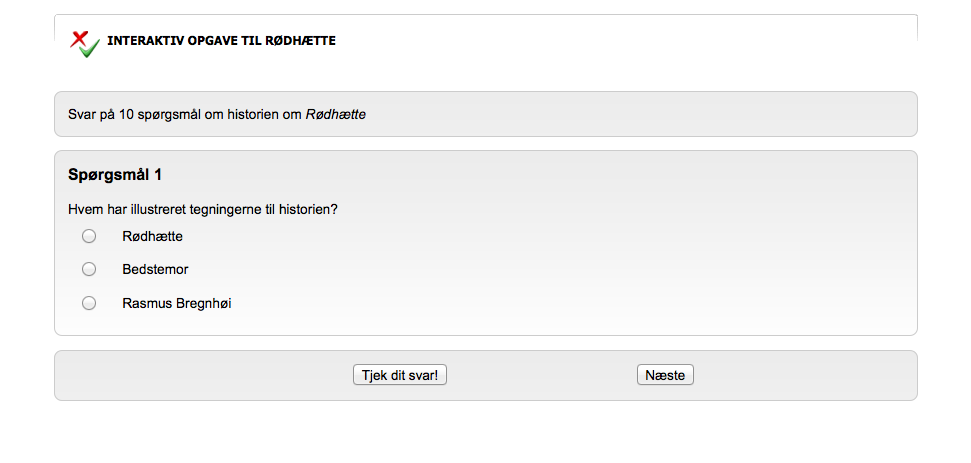 INTERAKTIV OPGAVE TIL RØDHÆTTE
Svar på 10 spørgsmål om historien om Rødhætte
Spørgsmål 1
Hvem har illustreret tegningerne til historien?
Rødhætte
Bedstemor
Rasmus Bregnhøi
Tjek dit svar!
Næste